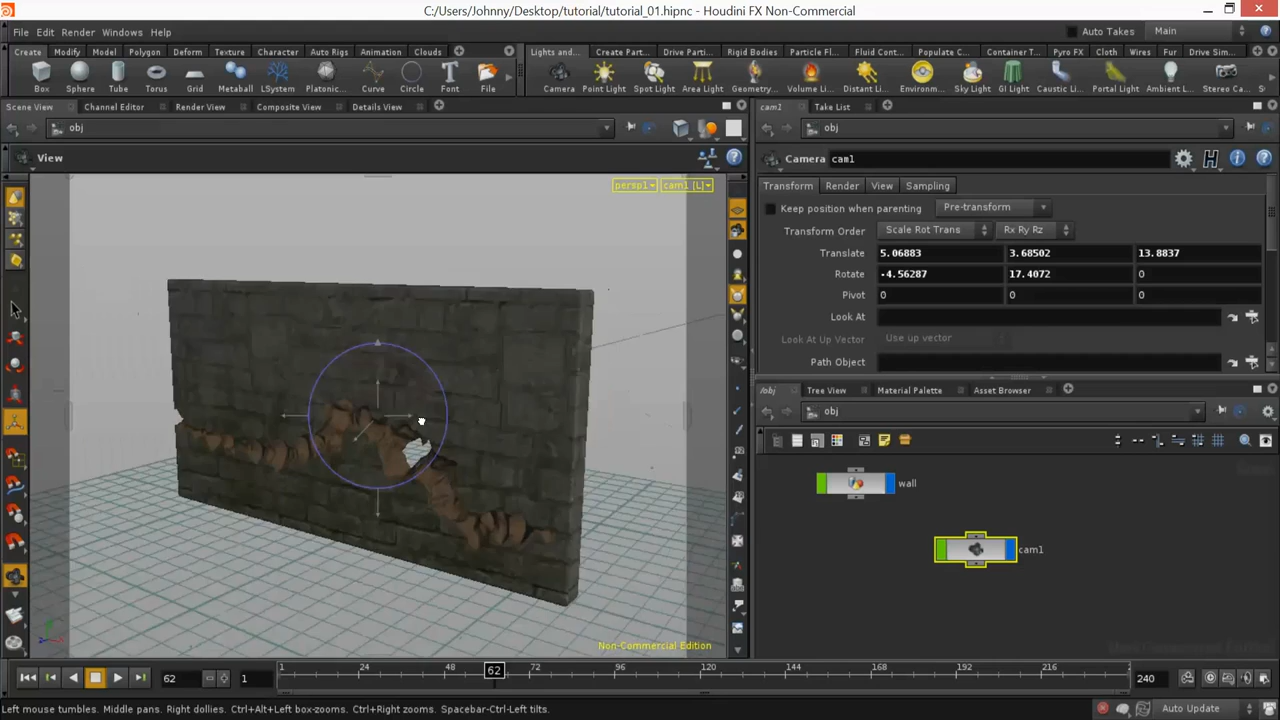 C:/Users/Johnny/Desktop/tutorial/tutorial_01.hipnc - Houdini FX Non-Commercial
File Edit Render Windows Help
Auto Takes Main
Create Modify Model Polygon Deform Texture Character Auto Rigs Animation Clouds
Lights and... Create Part... Drive Parti... Rigid Bodies Particle Fl... Fluid Cont... Populate C... Container T... Pyro FX Cloth Wires Fur Drive Sim...
Box Sphere Tube Torus Grid Metaball LSystem Platonic... Curve Circle Font File
Camera Point Light Spot Light Area Light Geometry... Volume Li... Distant Li... Environm... Sky Light GI Light Caustic Li... Portal Light Ambient L... Stereo Ca...
Scene View Channel Editor Render View Composite View Details View
cam1 Take List
obj
obj
View
Camera cam1
persp1 cam1 [L]
Transform Render View Sampling
Keep position when parenting Pre-transform
Transform Order Scale Rot Trans Rx Ry Rz
Translate 5.06883 3.68502 13.8837
Rotate -4.56287 17.4072 0
Pivot 0 0 0
Look At
Look At Up Vector Use up vector
Path Object
/obj Tree View Material Palette Asset Browser
obj
wall
cam1
Non-Commercial Edition
62 1 1 24 48 62 72 96 120 144 168 192 216 240
Left mouse tumbles. Middle pans. Right dollies. Ctrl+Alt+Left box-zooms. Ctrl+Right zooms. Spacebar-Ctrl-Left tilts.
Auto Update